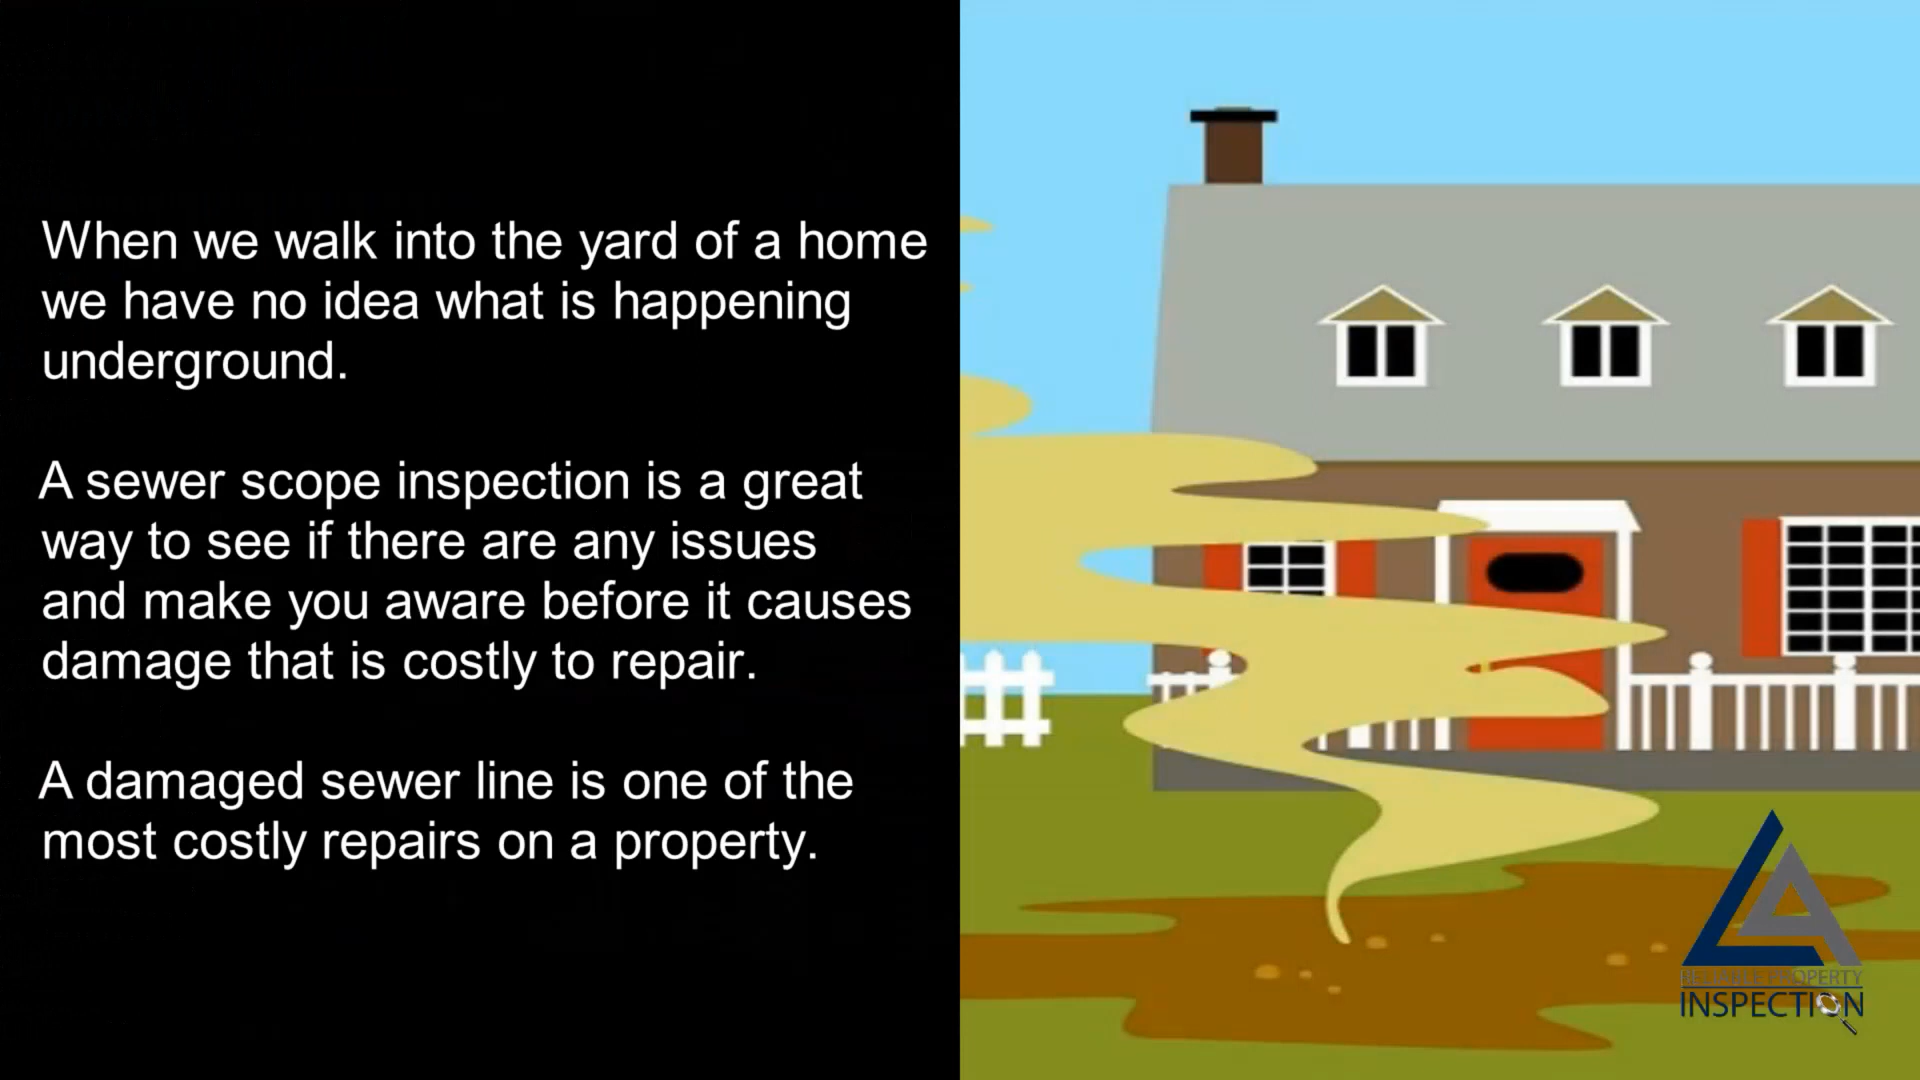 When we walk into the yard of a home
we have no idea what is happening
underground.
A sewer scope inspection is a great
way to see if there are any issues
and make you aware before it causes
damage that is costly to repair.
A damaged sewer line is one of the
most costly repairs on a property.
RELIABLE PROPERTY
INSPECTION